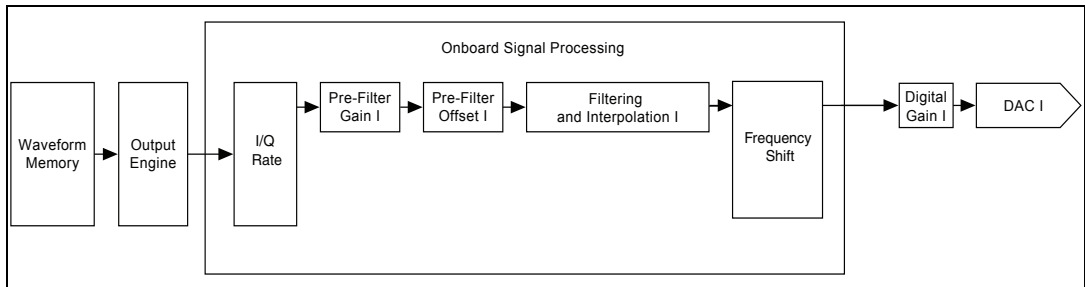 Onboard Signal Processing
Waveform
Memory
Output
Engine
I/Q
Rate
Pre-Filter
Gain I
Pre-Filter
Offset I
Filtering
and Interpolation I
Frequency
Shift
Digital
Gain I
DAC I